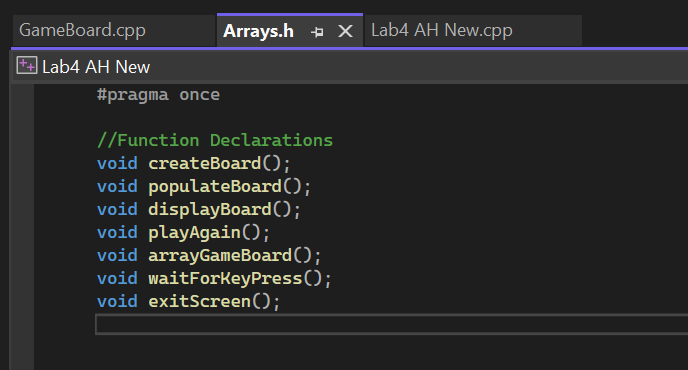 GameBoard.cpp
Arrays.h
Lab4 AH New.cpp
Lab4 AH New
#pragma once
//Function Declarations
void createBoard();
void populateBoard();
void displayBoard();
void playAgain();
void arrayGameBoard();
void waitForKeyPress();
void exitScreen();